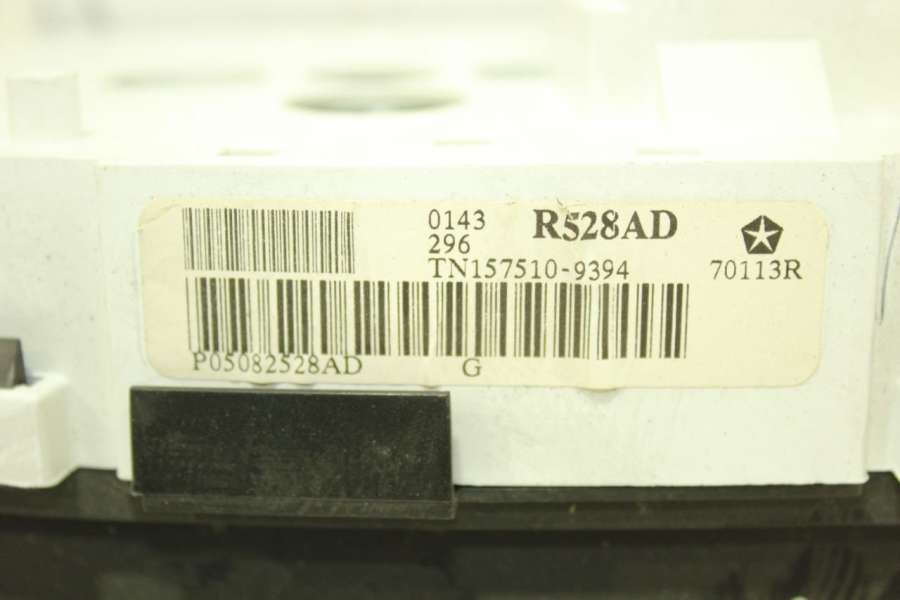 0143
R528AD
296
TN157510-9394
70113R
P05082528AD
G